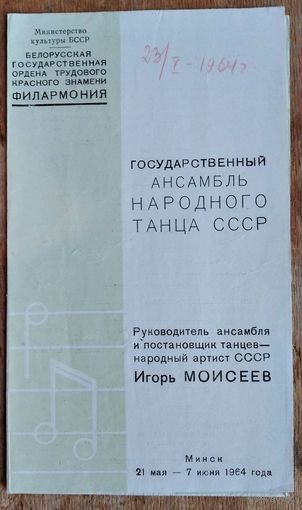 Министерство
культуры БССР
БЕЛОРУССКАЯ
ГОСУДАРСТВЕННАЯ
ОРДЕНА ТРУДОВОГО
КРАСНОГО ЗНАМЕНИ
ФИЛАРМОНИЯ
23/V - 1964 г.
ГОСУДАРСТВЕННЫЙ
АНСАМБЛЬ
НАРОДНОГО
ТАНЦА СССР
Руководитель ансамбля
и постановщик танцев—
народный артист СССР
Игорь МОИСЕЕВ
Минск
21 мая — 7 июня 1964 года